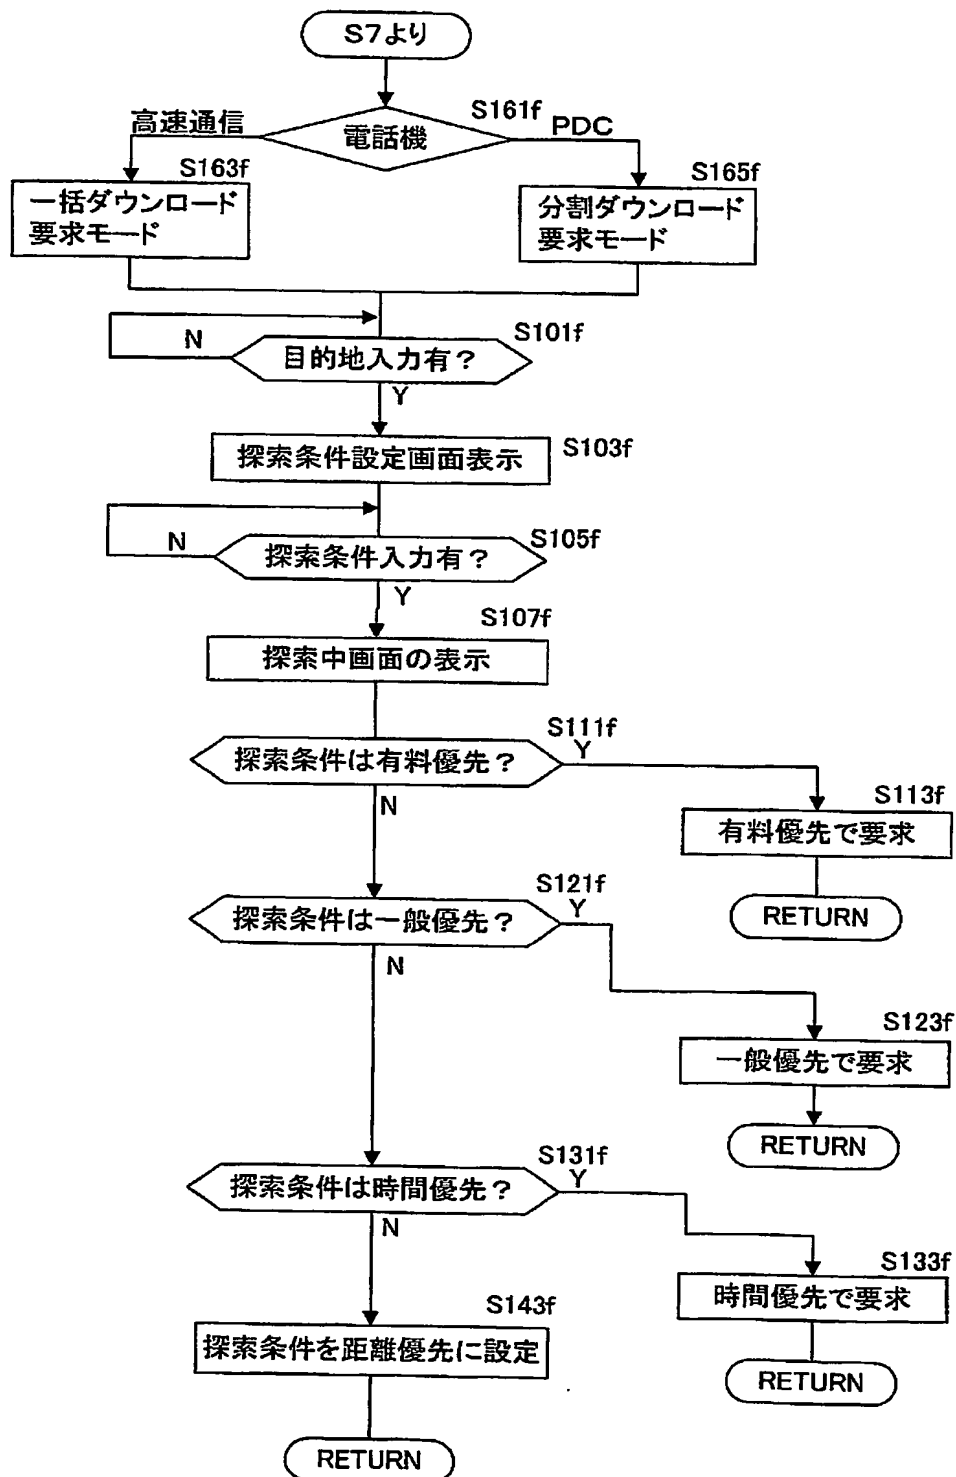 S7より
S161f
高速通信
電話機
PDC
S163f
S165f
一括ダウンロード
要求モード
分割ダウンロード
要求モード
S101f
N
目的地入力有？
Y
探索条件設定画面表示
S103f
S105f
N
探索条件入力有？
Y
S107f
探索中画面の表示
S111f
Y
探索条件は有料優先？
N
S113f
有料優先で要求
RETURN
S121f
Y
探索条件は一般優先？
N
S123f
一般優先で要求
RETURN
S131f
Y
探索条件は時間優先？
N
S133f
時間優先で要求
RETURN
S143f
探索条件を距離優先に設定
RETURN